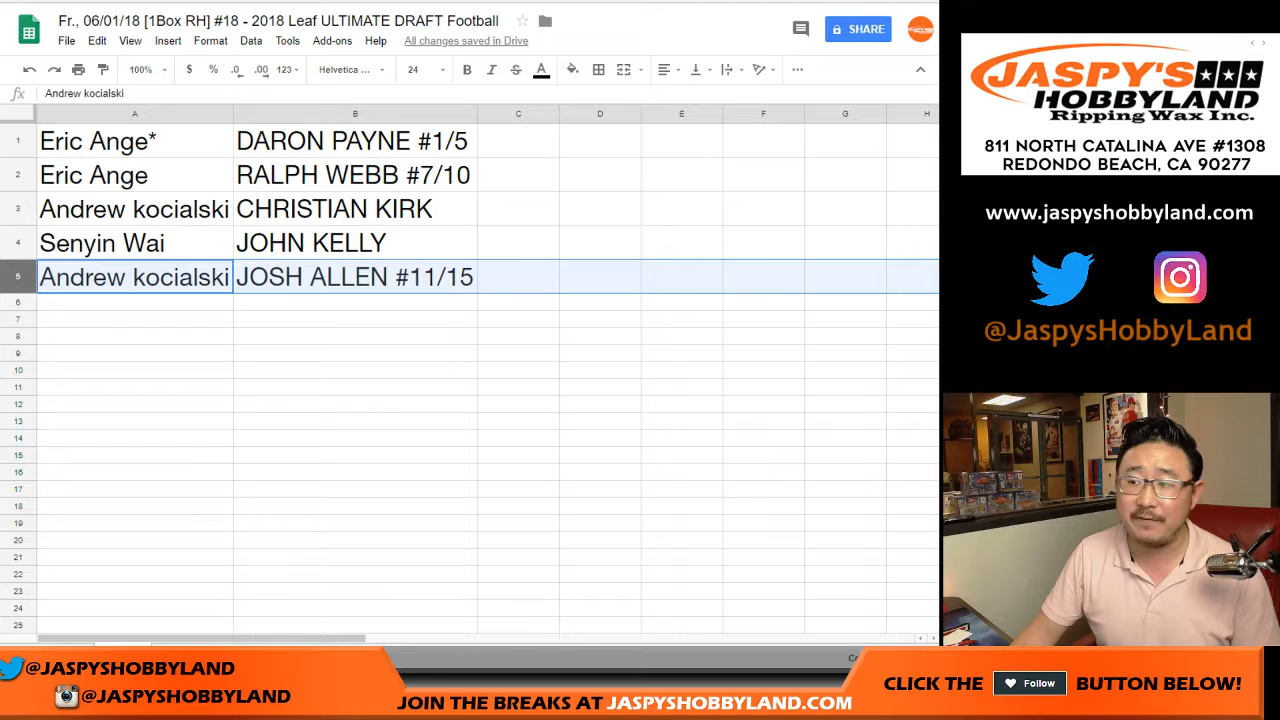 Fr., 06/01/18 [1Box RH] #18 - 2018 Leaf ULTIMATE DRAFT Football
File Edit View Insert Format Data Tools Add-ons Help All changes saved in Drive
SHARE
100% $ % .0 .00 123 Helvetica ... 24 B I S A
fx Andrew kocialski
A B C D E F G H
1 Eric Ange* DARON PAYNE #1/5
2 Eric Ange RALPH WEBB #7/10
3 Andrew kocialski CHRISTIAN KIRK
4 Senyin Wai JOHN KELLY
5 Andrew kocialski JOSH ALLEN #11/15
6
7
8
9
10
11
12
13
14
15
16
17
18
19
20
21
22
23
24
25
JASPY'S
HOBBYLAND
Ripping Wax Inc.
811 NORTH CATALINA AVE #1308
REDONDO BEACH, CA 90277
www.jaspyshobbyland.com
@JaspysHobbyLand
@JASPYSHOBBYLAND
@JASPYSHOBBYLAND
JOIN THE BREAKS AT JASPYSHOBBYLAND.COM
CLICK THE Follow BUTTON BELOW!